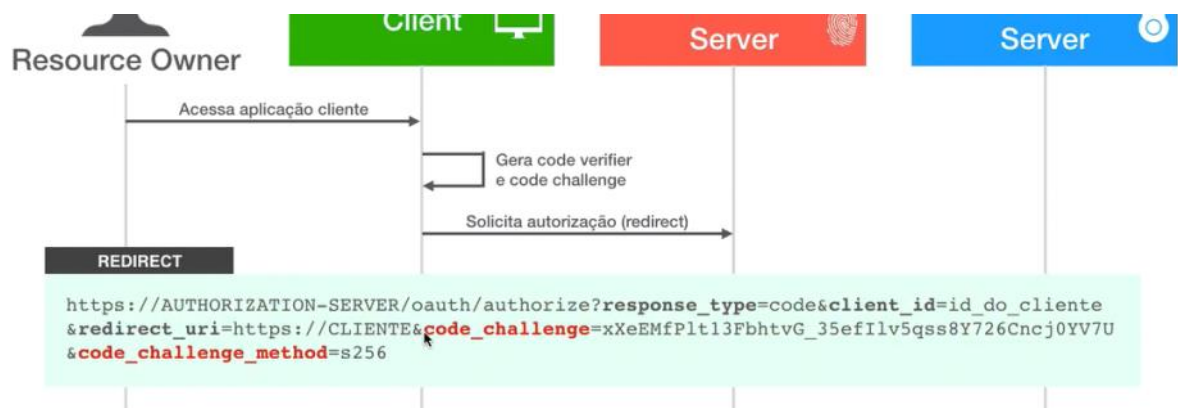 Client
Server
Server
Resource Owner
Acessa aplicação cliente
Gera code verifier
e code challenge
Solicita autorização (redirect)
REDIRECT
https://AUTHORIZATION-SERVER/oauth/authorize?response_type=code&client_id=id_do_cliente
&redirect_uri=https://CLIENTE&code_challenge=xXeEMfPlt13FbhtvG_35efIlv5qss8Y726Cncj0YV7U
&code_challenge_method=s256